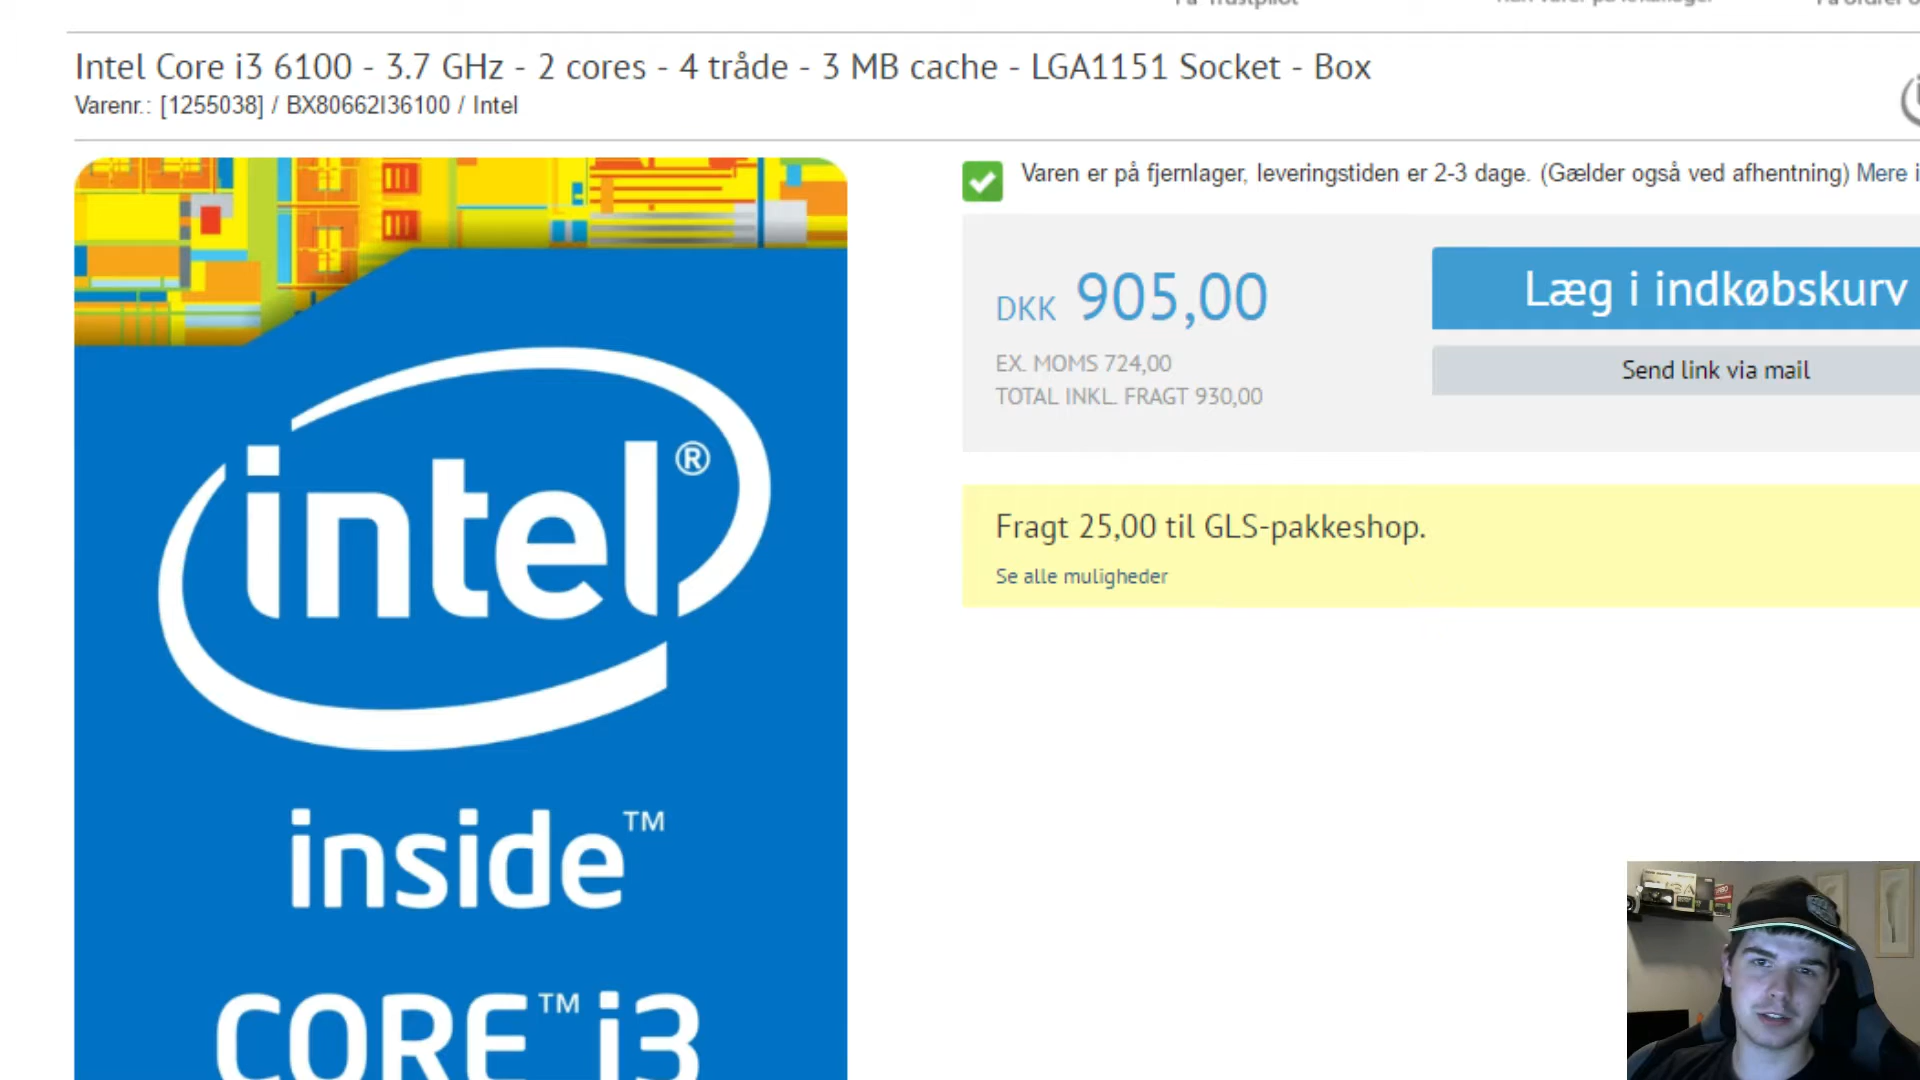 Intel Core i3 6100 - 3.7 GHz - 2 cores - 4 tråde - 3 MB cache - LGA1151 Socket - Box
Varenr.: [1255038] / BX80662I36100 / Intel
Varen er på fjernlager, leveringstiden er 2-3 dage. (Gælder også ved afhentning) Mere i
DKK 905,00
EX. MOMS 724,00
TOTAL INKL. FRAGT 930,00
Læg i indkøbskurv
Send link via mail
Fragt 25,00 til GLS-pakkeshop.
Se alle muligheder
intel®
inside™
CORE™ i3